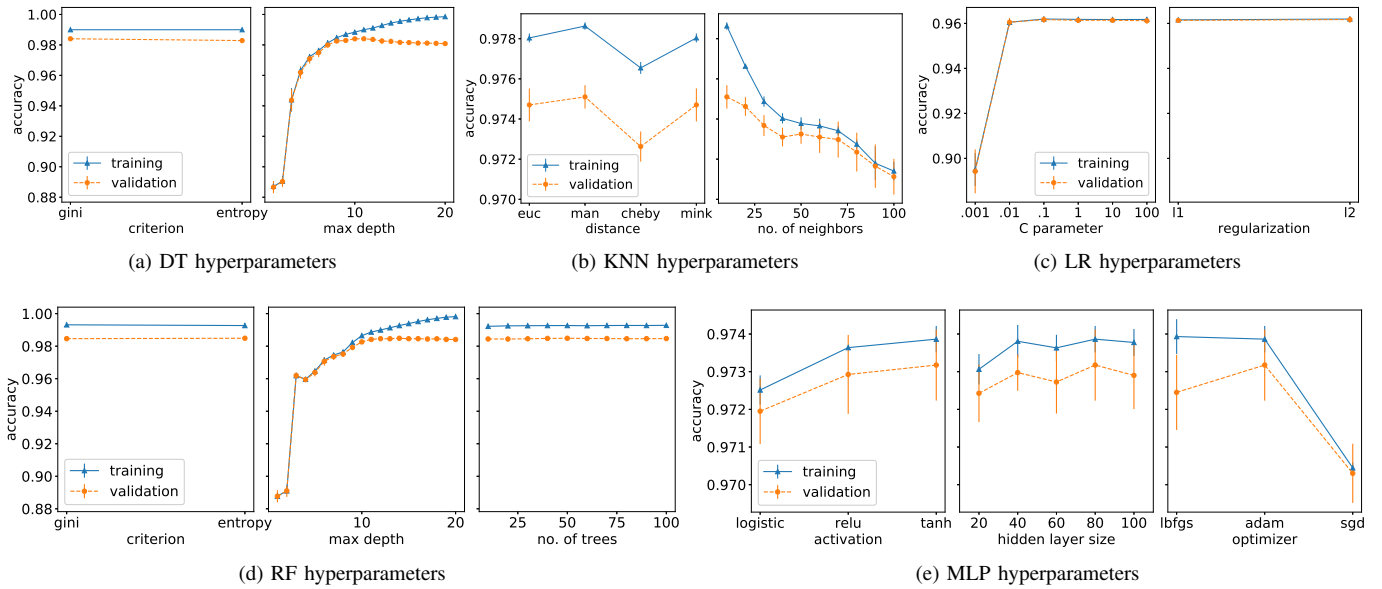 1.00
0.98
0.96
0.94
0.92
0.90
0.88
accuracy
training
validation
gini entropy
criterion
10 20
max depth
(a) DT hyperparameters
0.978
0.976
0.974
0.972
0.970
accuracy
training
validation
euc man cheby mink
distance
25 50 75 100
no. of neighbors
(b) KNN hyperparameters
0.96
0.94
0.92
0.90
accuracy
training
validation
.001 .01 .1 1 10 100
C parameter
l1 l2
regularization
(c) LR hyperparameters
1.00
0.98
0.96
0.94
0.92
0.90
0.88
accuracy
training
validation
gini entropy
criterion
10 20
max depth
25 50 75 100
no. of trees
(d) RF hyperparameters
0.974
0.973
0.972
0.971
0.970
accuracy
training
validation
logistic relu tanh
activation
20 40 60 80 100
hidden layer size
lbfgs adam sgd
optimizer
(e) MLP hyperparameters